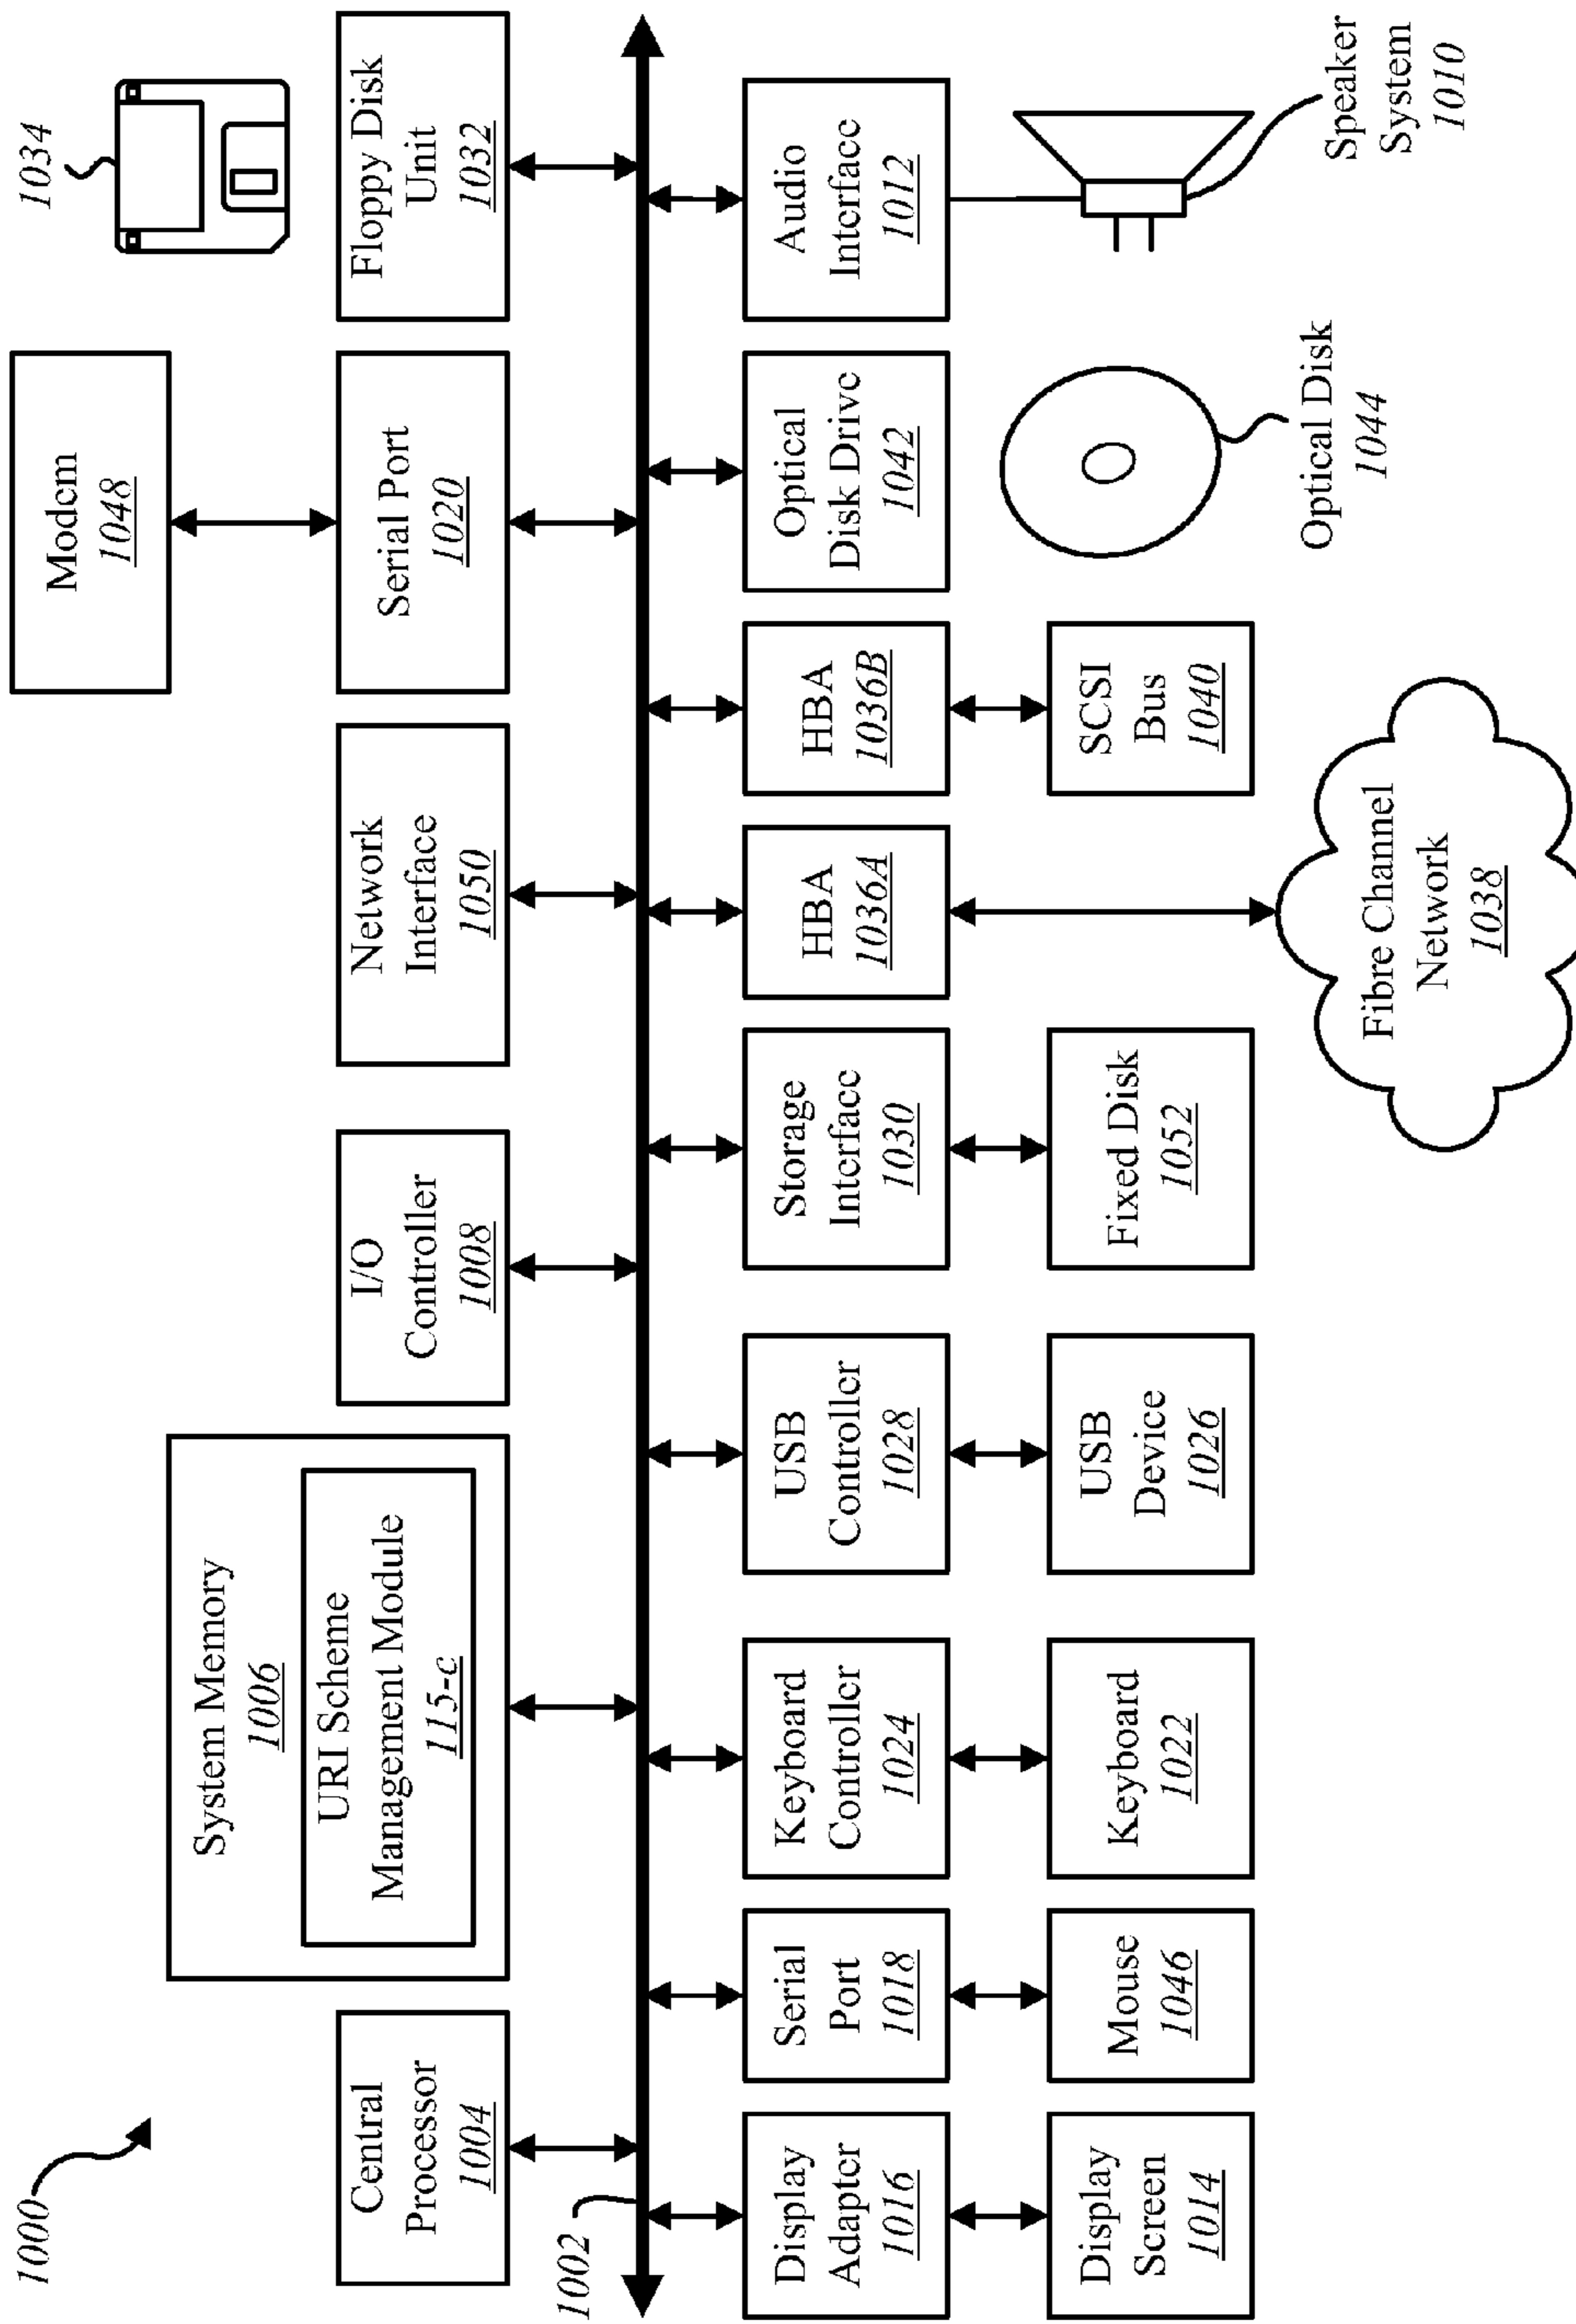 1000
Central
Processor
1004
System Memory
1006
URI Scheme
Management Module
115-c
I/O
Controller
1008
Network
Interface
1050
Modem
1048
Serial Port
1020
1034
Floppy Disk
Unit
1032
1002
Display
Adapter
1016
Display
Screen
1014
Serial
Port
1018
Mouse
1046
Keyboard
Controller
1024
Keyboard
1022
USB
Controller
1028
USB
Device
1026
Storage
Interface
1030
Fixed Disk
1052
HBA
1036A
Fibre Channel
Network
1038
HBA
1036B
SCSI
Bus
1040
Optical
Disk Drive
1042
Optical Disk
1044
Audio
Interface
1012
Speaker
System
1010